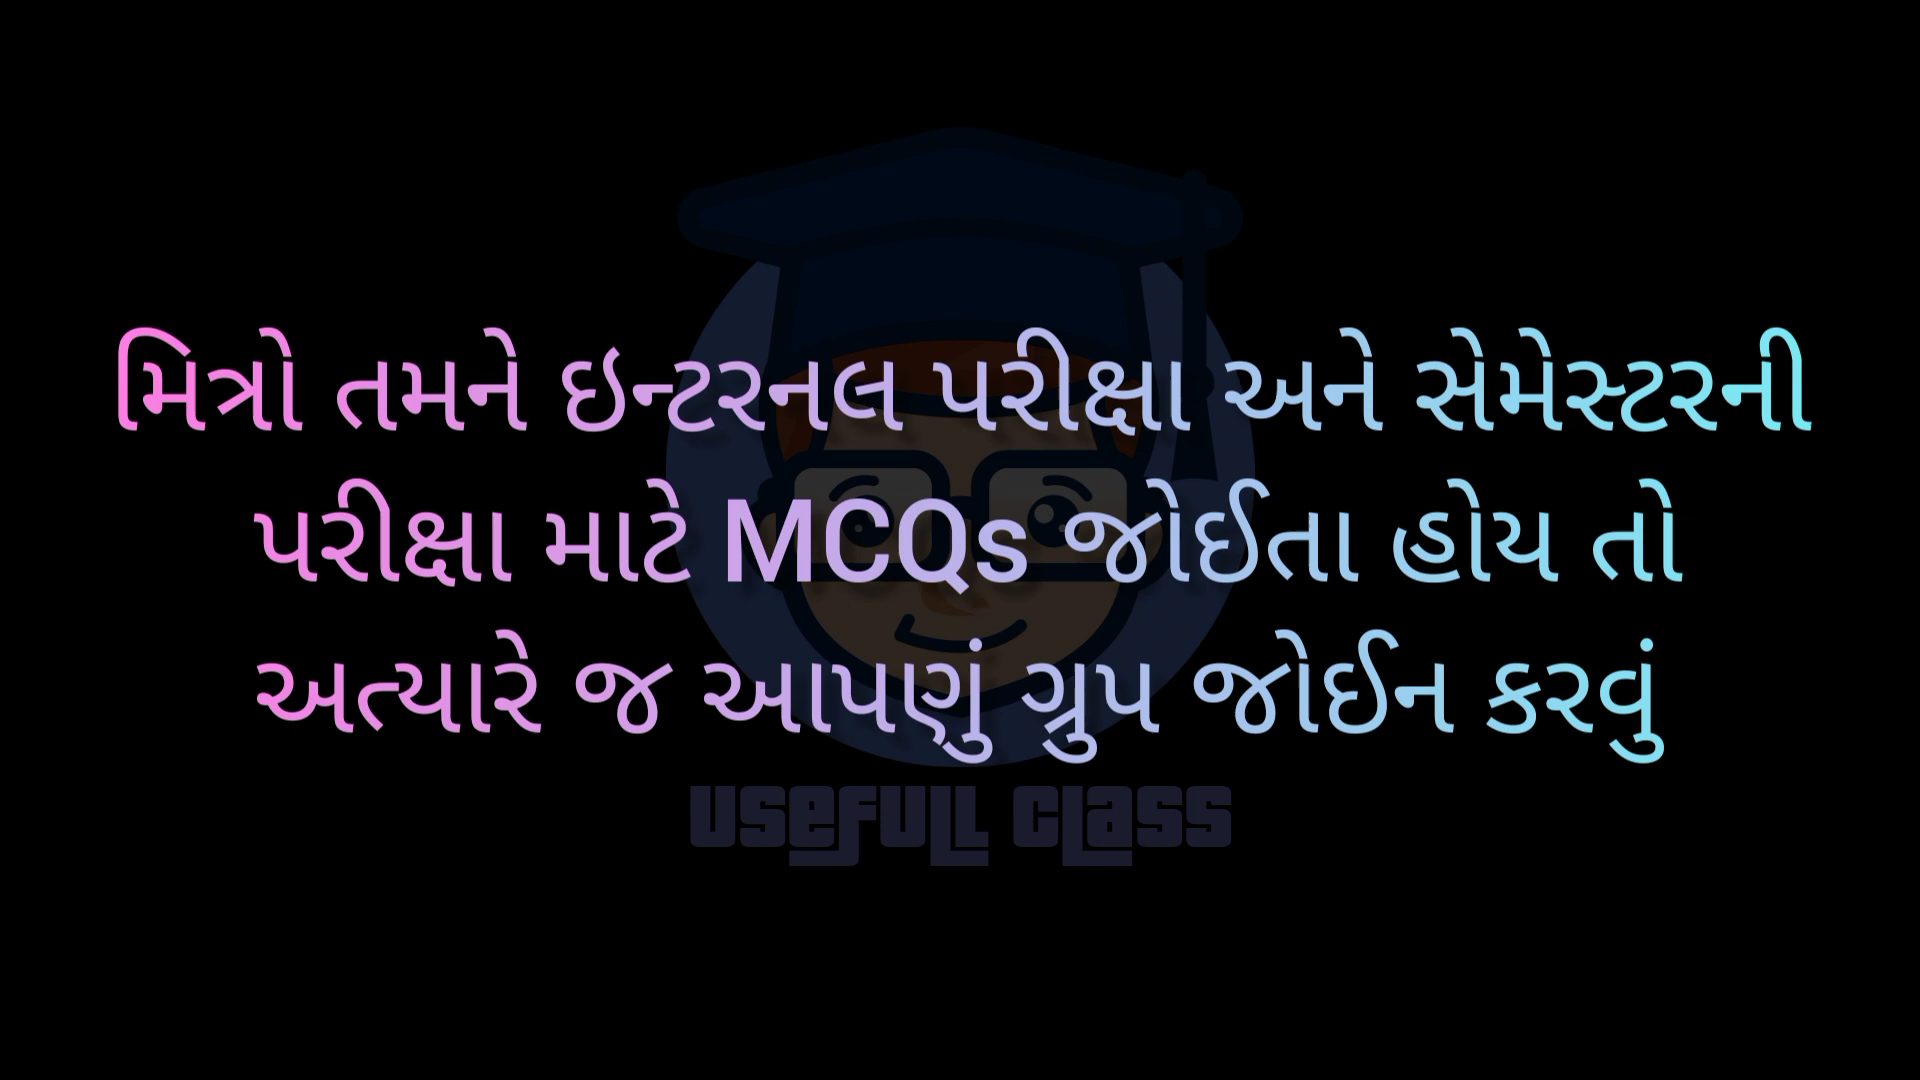 મિત્રો તમને ઇન્ટરનલ પરીક્ષા અને સેમેસ્ટરની
પરીક્ષા માટે MCQs જોઈતા હોય તો
અત્યારે જ આપણું ગ્રુપ જોઈન કરવું
USEFULL CLASS